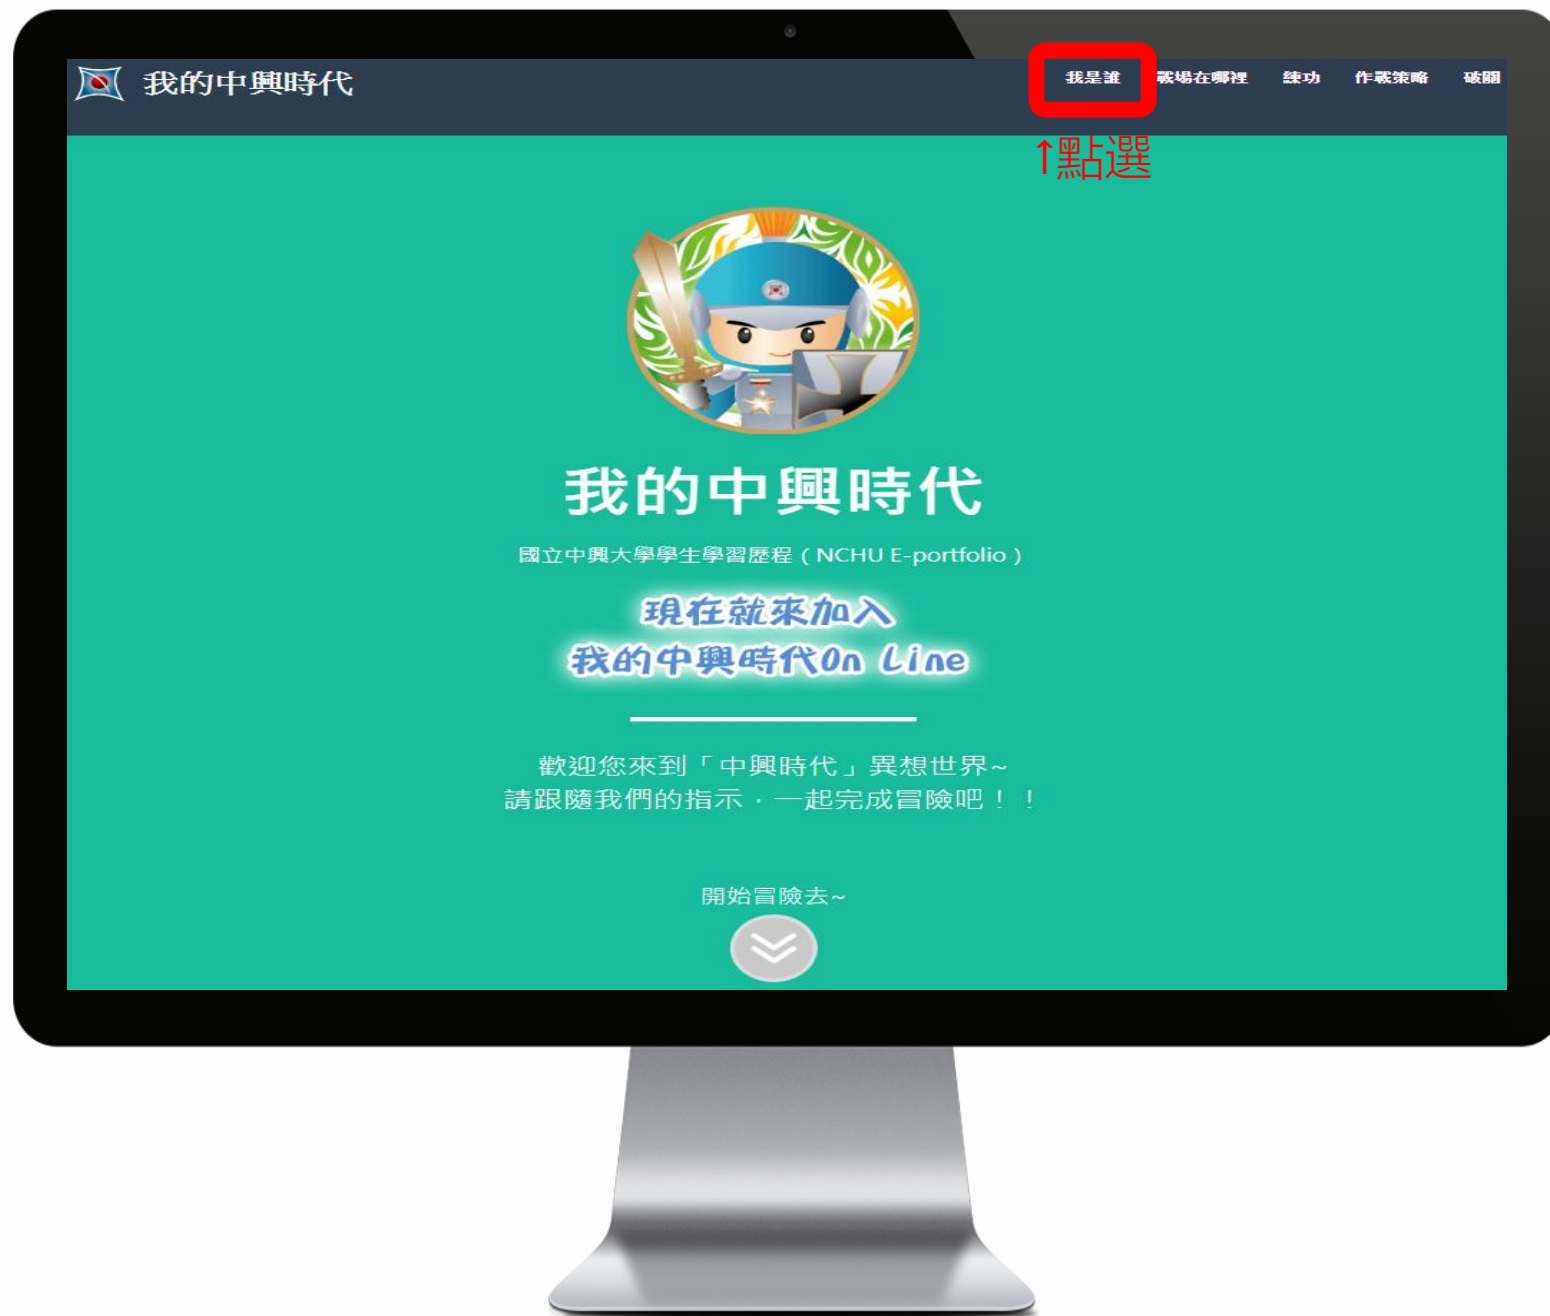 我的中興時代
我是誰 戰場在哪裡 練功 作戰策略 破關
↑點選
我的中興時代
國立中興大學學生學習歷程(NCHU E-portfolio)
現在就來加入
我的中興時代On Line
歡迎您來到「中興時代」異想世界~
請跟隨我們的指示,一起完成冒險吧!!
開始冒險去~